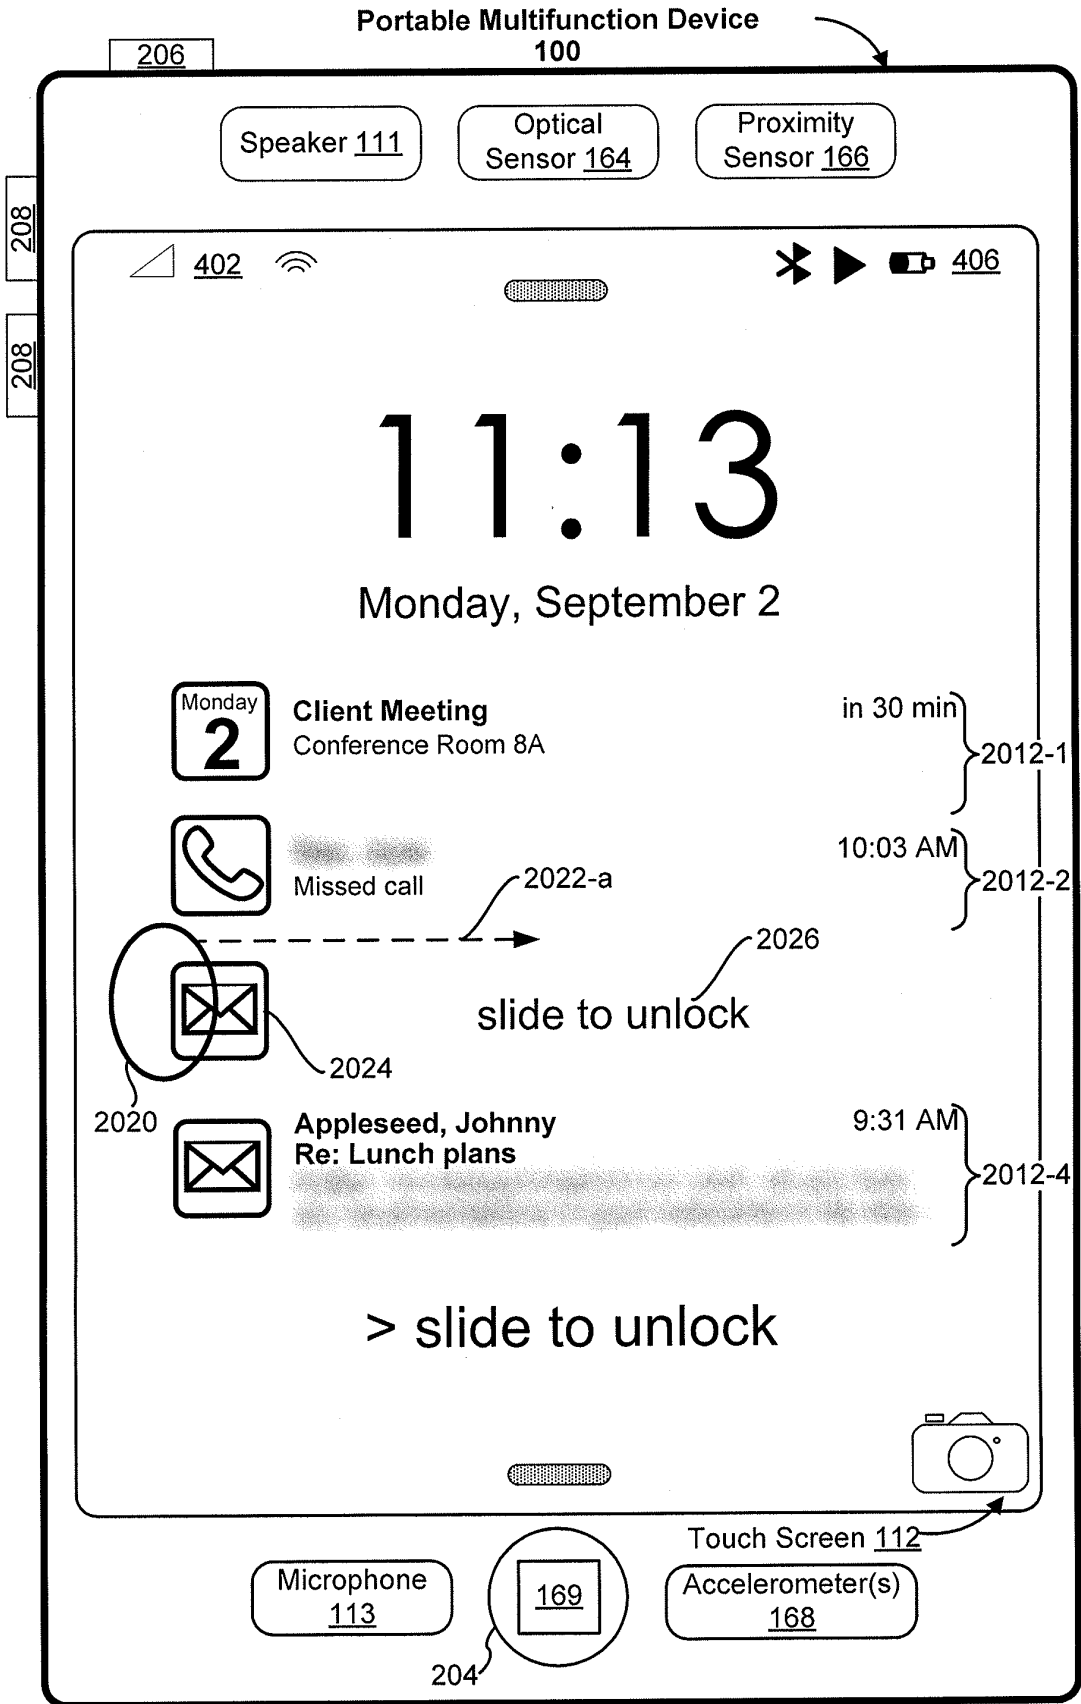 Portable Multifunction Device
100
206
Speaker 111
Optical
Sensor 164
Proximity
Sensor 166
208
208
402
406
11:13
Monday, September 2
Monday
2
Client Meeting
Conference Room 8A
in 30 min
2012-1
Missed call
10:03 AM
2012-2
2022-a
2026
slide to unlock
2024
2020
Appleseed, Johnny
Re: Lunch plans
9:31 AM
2012-4
> slide to unlock
Touch Screen 112
Microphone
113
169
Accelerometer(s)
168
204